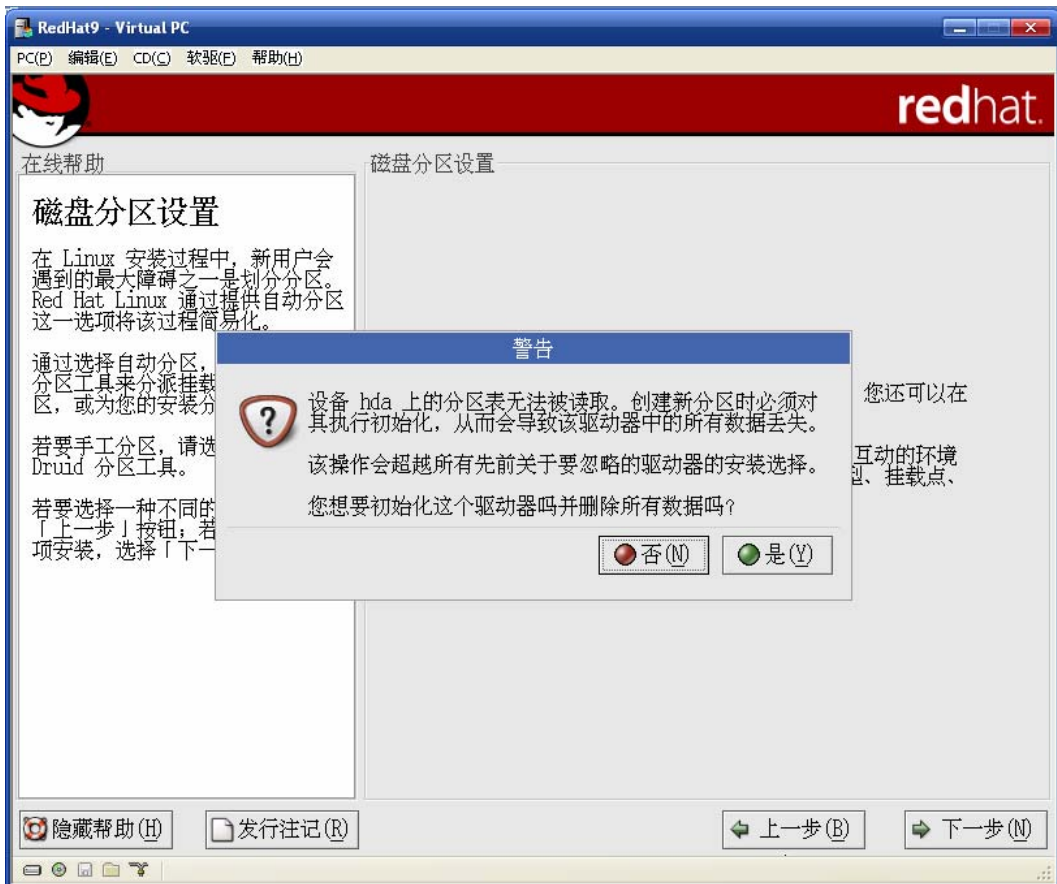 RedHat9 - Virtual PC
PC(P) 编辑(E) CD(C) 软驱(F) 帮助(H)
redhat.
在线帮助
磁盘分区设置
在 Linux 安装过程中，新用户会
遇到的最大障碍之一是划分分区。
Red Hat Linux 通过提供自动分区
这一选项将该过程简易化。
通过选择自动分区，
分区工具来分派挂载
区，或为您的安装分
若要手工分区，请选
Druid 分区工具。
若要选择一种不同的
「上一步」按钮；若
项安装，选择「下一
磁盘分区设置
您还可以在
互动的环境
、挂载点、
警告
设备 hda 上的分区表无法被读取。创建新分区时必须对
其执行初始化，从而会导致该驱动器中的所有数据丢失。
该操作会超越所有先前关于要忽略的驱动器的安装选择。
您想要初始化这个驱动器吗并删除所有数据吗?
否(N) 是(Y)
隐藏帮助(H) 发行注记(R) 上一步(B) 下一步(N)